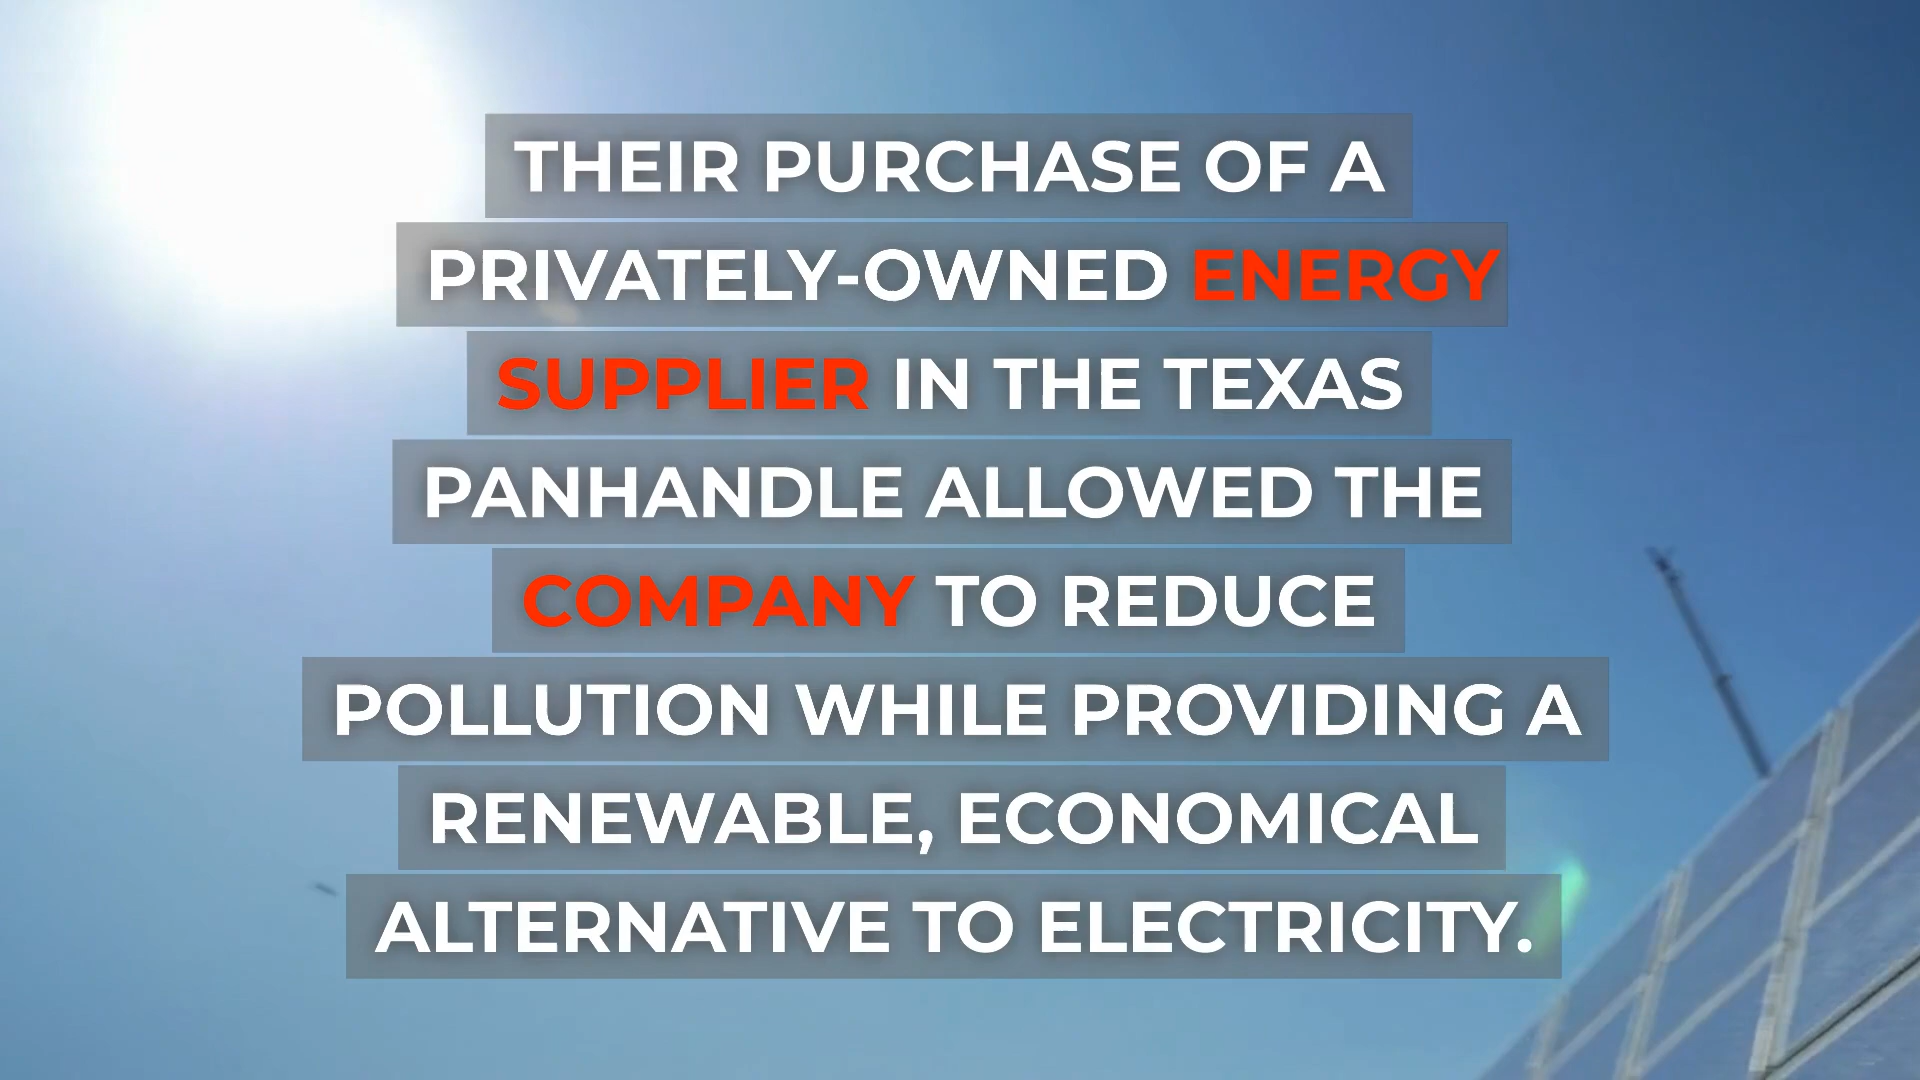 THEIR PURCHASE OF A
PRIVATELY-OWNED ENERGY
SUPPLIER IN THE TEXAS
PANHANDLE ALLOWED THE
COMPANY TO REDUCE
POLLUTION WHILE PROVIDING A
RENEWABLE, ECONOMICAL
ALTERNATIVE TO ELECTRICITY.